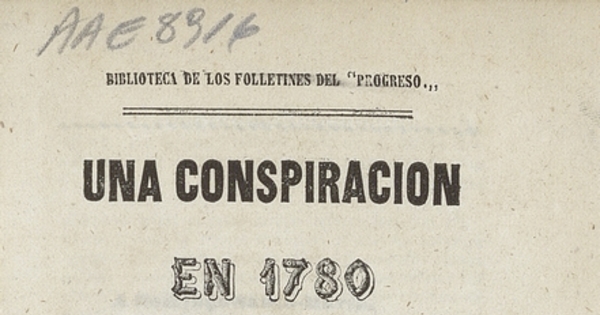 AAE 8916
BIBLIOTECA DE LOS FOLLETINES DEL "PROGRESO.,,
UNA CONSPIRACION
EN 1780